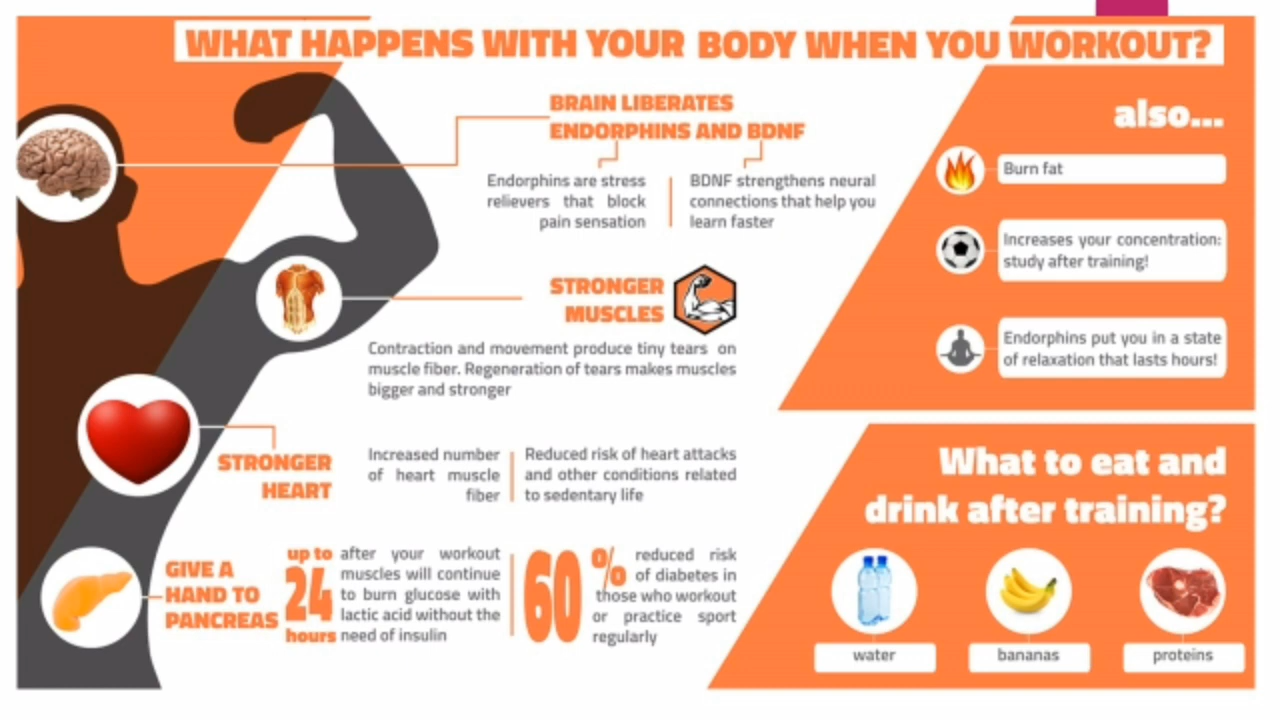 WHAT HAPPENS WITH YOUR BODY WHEN YOU WORKOUT?
BRAIN LIBERATES
ENDORPHINS AND BDNF
Endorphins are stress
relievers that block
pain sensation
BDNF strengthens neural
connections that help you
learn faster
STRONGER
MUSCLES
Contraction and movement produce tiny tears on
muscle fiber. Regeneration of tears makes muscles
bigger and stronger
STRONGER
HEART
Increased number
of heart muscle
fiber
Reduced risk of heart attacks
and other conditions related
to sedentary life
GIVE A
HAND TO
PANCREAS
up to
24
hours
after your workout
muscles will continue
to burn glucose with
lactic acid without the
need of insulin
60%
reduced risk
of diabetes in
those who workout
or practice sport
regularly
also...
Burn fat
Increases your concentration:
study after training!
Endorphins put you in a state
of relaxation that lasts hours!
What to eat and
drink after training?
water
bananas
proteins